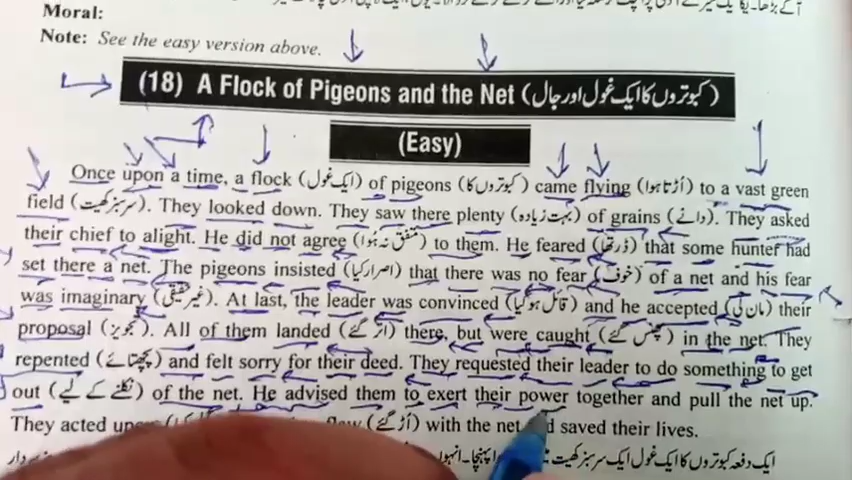 Moral:
Note: See the easy version above.
(18) A Flock of Pigeons and the Net (کبوتروں کا ایک غول اور جال)
(Easy)
Once upon a time, a flock (ایک غول) of pigeons (کبوتروں کا) came flying (اُڑتا ہوا) to a vast green
field (سرسبز کھیت). They looked down. They saw there plenty (بہت زیادہ) of grains (دانے). They asked
their chief to alight. He did not agree (متفق نہ ہُوا) to them. He feared (ڈر تھا) that some hunter had
set there a net. The pigeons insisted (اصرار کیا) that there was no fear (خوف) of a net and his fear
was imaginary (غیر حقیقی). At last, the leader was convinced (قائل ہو گیا) and he accepted (مان لی) their
proposal (تجویز). All of them landed (اتر گئے) there, but were caught (پھنس گئے) in the net. They
repented (پچھتائے) and felt sorry for their deed. They requested their leader to do something to get
out (نکلنے کے لیے) of the net. He advised them to exert their power together and pull the net up.
They acted (اُڑ گئے) with the net saved their lives.
ایک دفعہ کبوتروں کا ایک غول ایک سرسبز کھیت